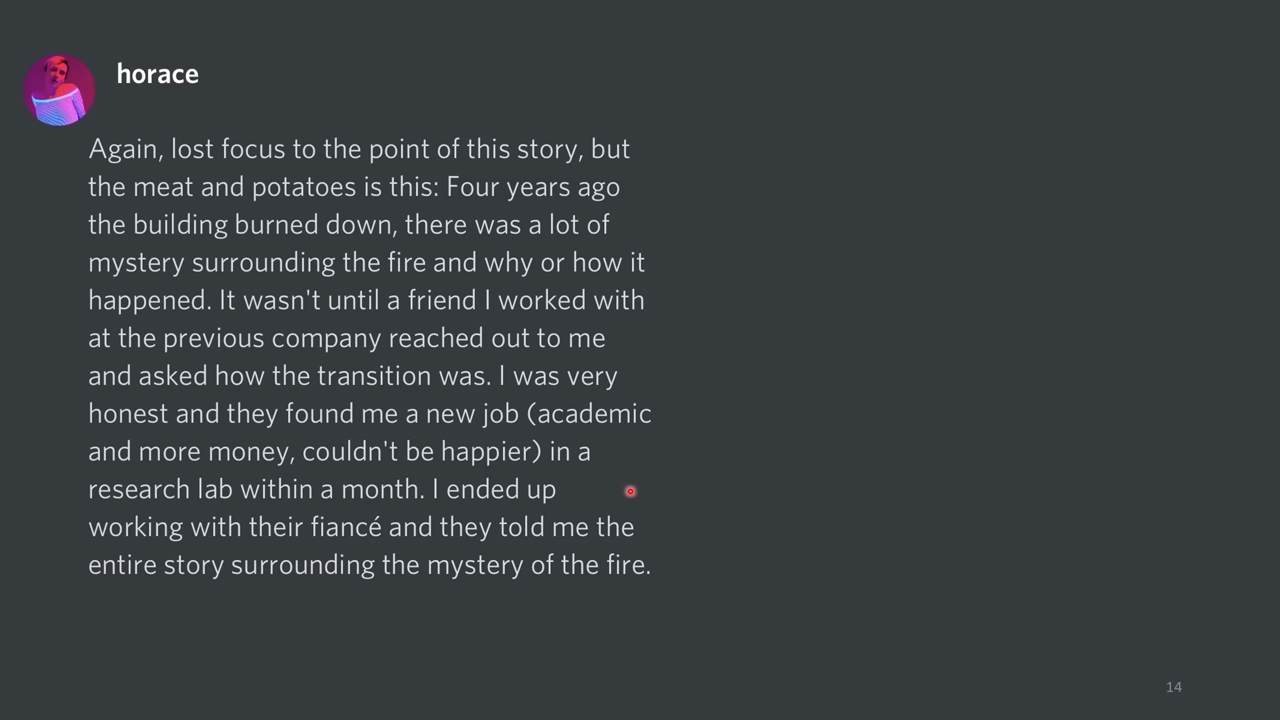 horace
Again, lost focus to the point of this story, but
the meat and potatoes is this: Four years ago
the building burned down, there was a lot of
mystery surrounding the fire and why or how it
happened. It wasn't until a friend I worked with
at the previous company reached out to me
and asked how the transition was. I was very
honest and they found me a new job (academic
and more money, couldn't be happier) in a
research lab within a month. I ended up
working with their fiancé and they told me the
entire story surrounding the mystery of the fire.
14